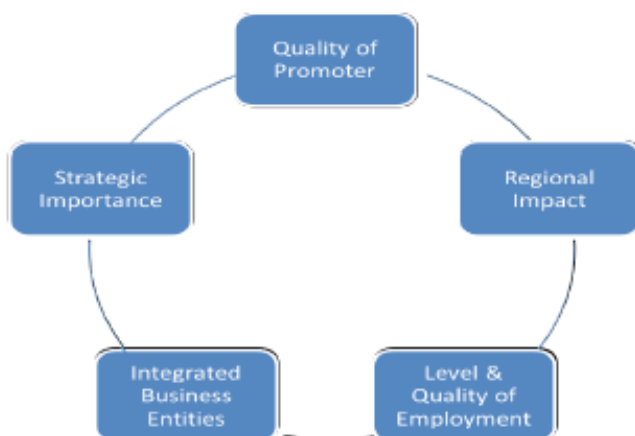 Quality of
Promoter
Strategic
Importance
Regional
Impact
Integrated
Business
Entities
Level &
Quality of
Employment